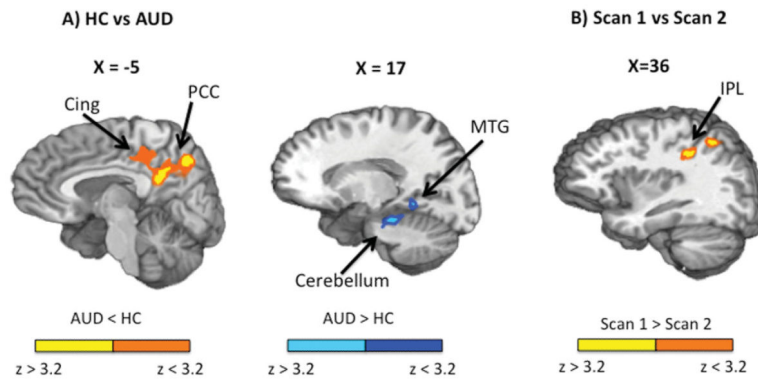 A) HC vs AUD
B) Scan 1 vs Scan 2
X = -5
X = 17
X=36
Cing
PCC
MTG
IPL
Cerebellum
AUD < HC
AUD > HC
Scan 1 > Scan 2
z > 3.2
z < 3.2
z > 3.2
z < 3.2
z > 3.2
z < 3.2